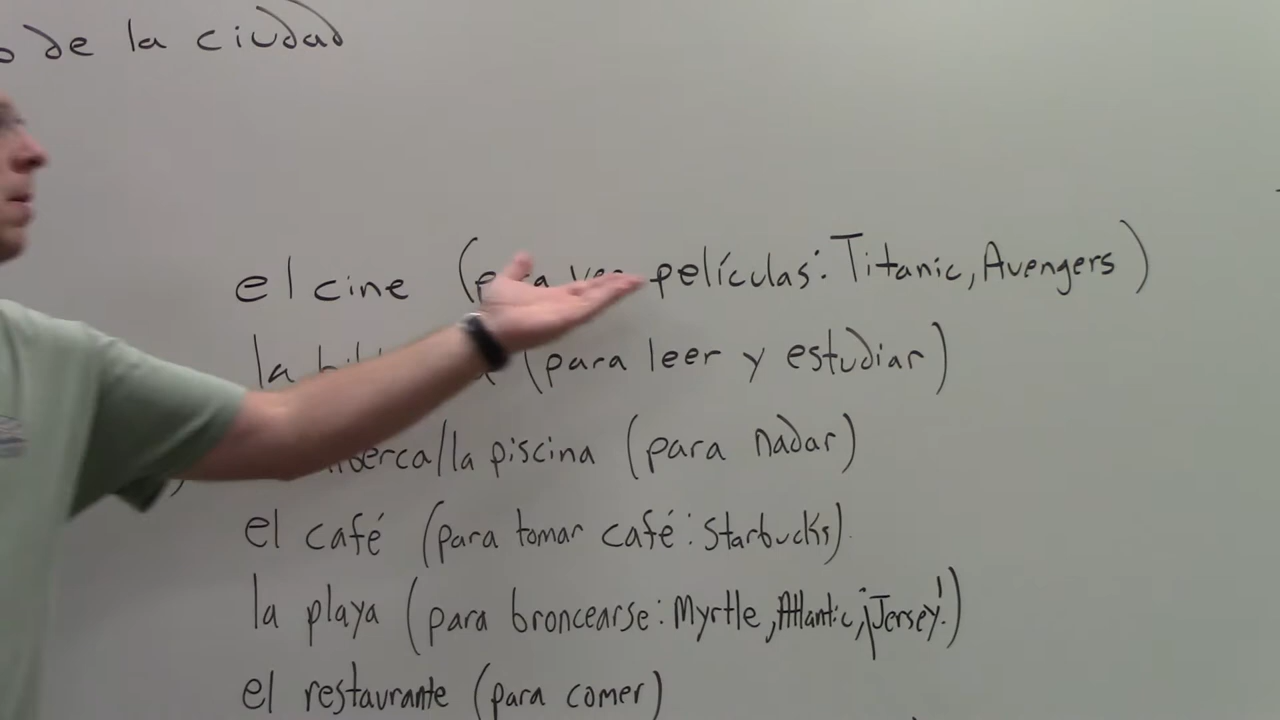 de la ciudad
el cine (para ver películas: Titanic, Avengers)
la (para leer y estudiar)
/la piscina (para nadar)
el café (para tomar café: Starbucks)
la playa (para broncearse: Myrtle, Atlantic, ¡Jersey!)
el restaurante (para comer)